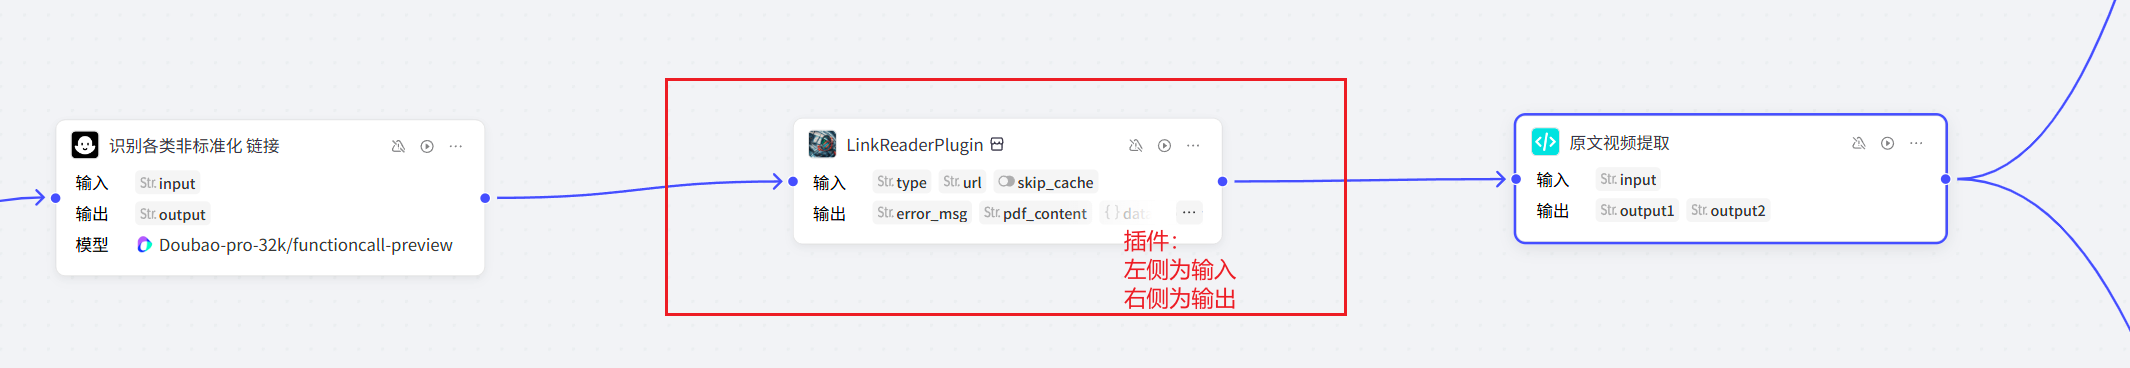 识别各类非标准化 链接
输入 Str. input
输出 Str. output
模型 Doubao-pro-32k/functioncall-preview
LinkReaderPlugin
输入 Str. type Str. url skip_cache
输出 Str. error_msg Str. pdf_content { } data ...
插件：
左侧为输入
右侧为输出
原文视频提取
输入 Str. input
输出 Str. output1 Str. output2